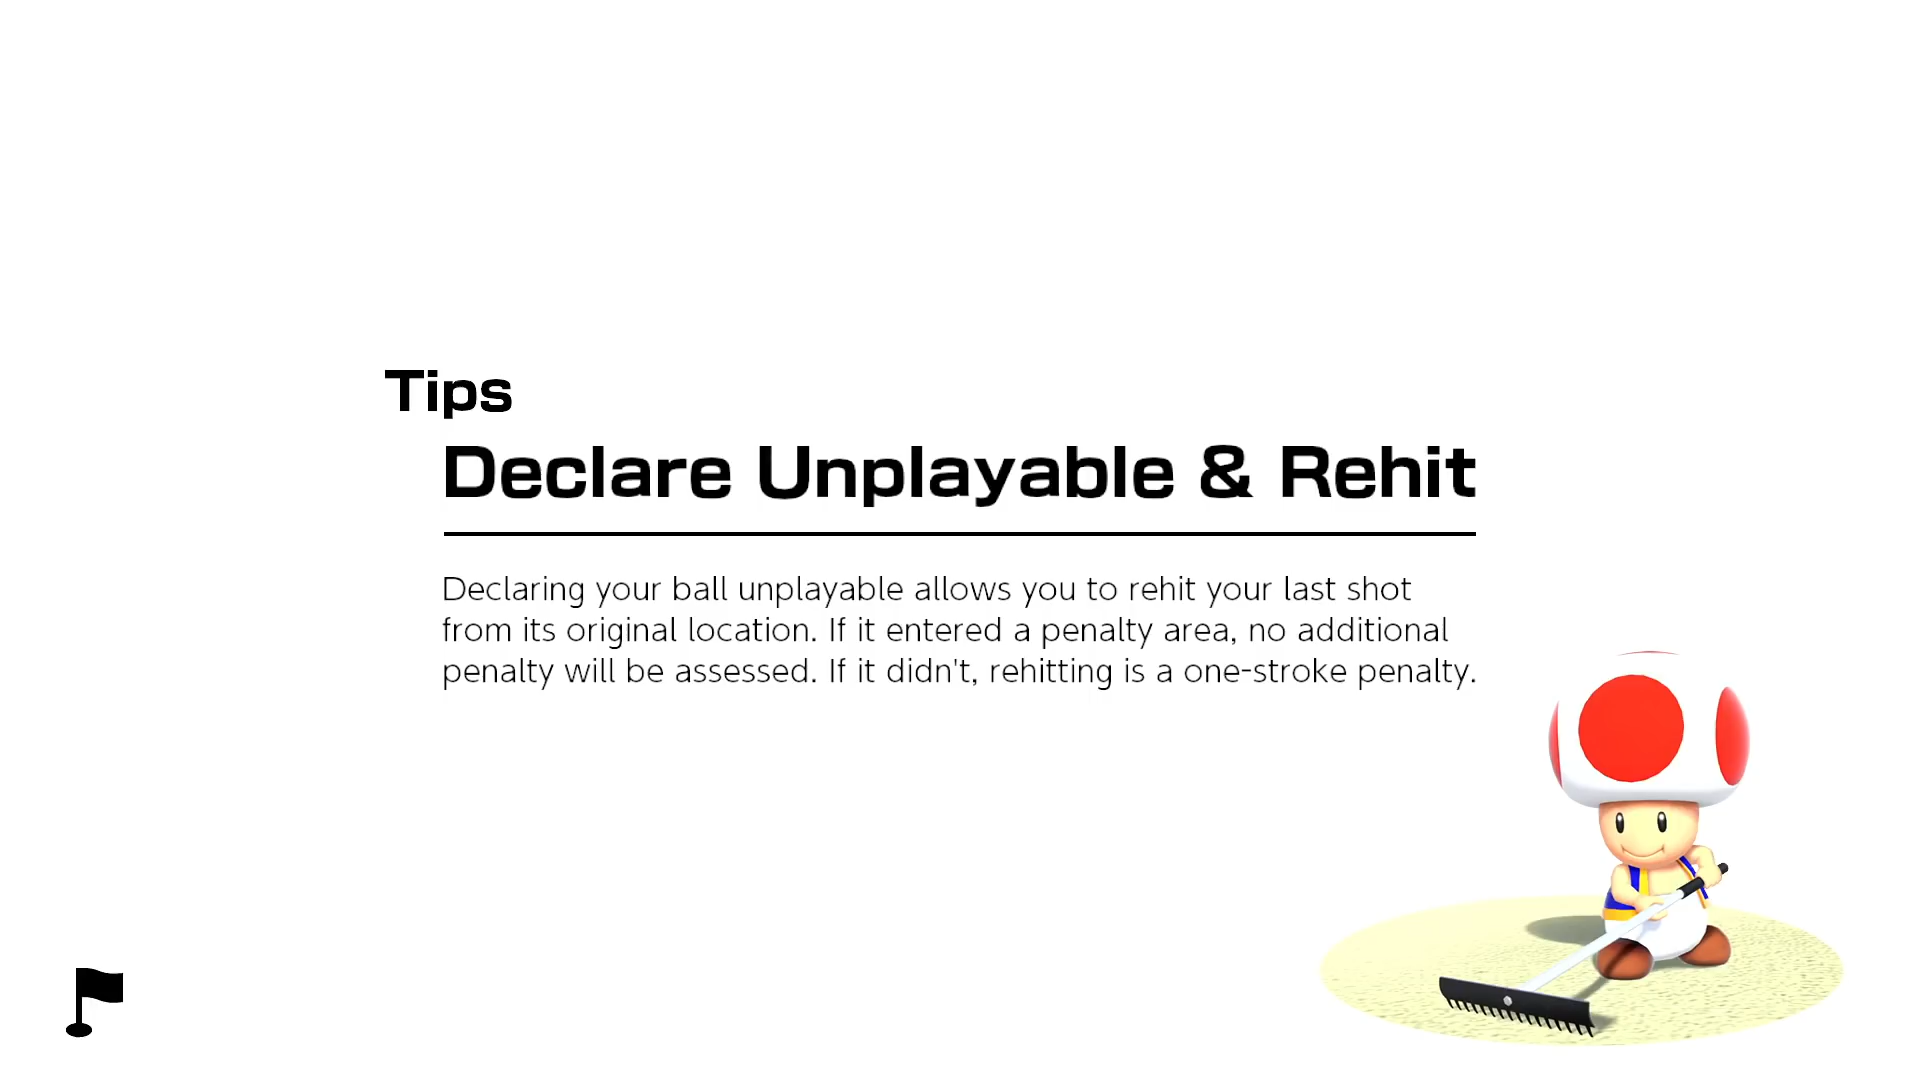 Tips
Declare Unplayable & Rehit
Declaring your ball unplayable allows you to rehit your last shot
from its original location. If it entered a penalty area, no additional
penalty will be assessed. If it didn't, rehitting is a one-stroke penalty.